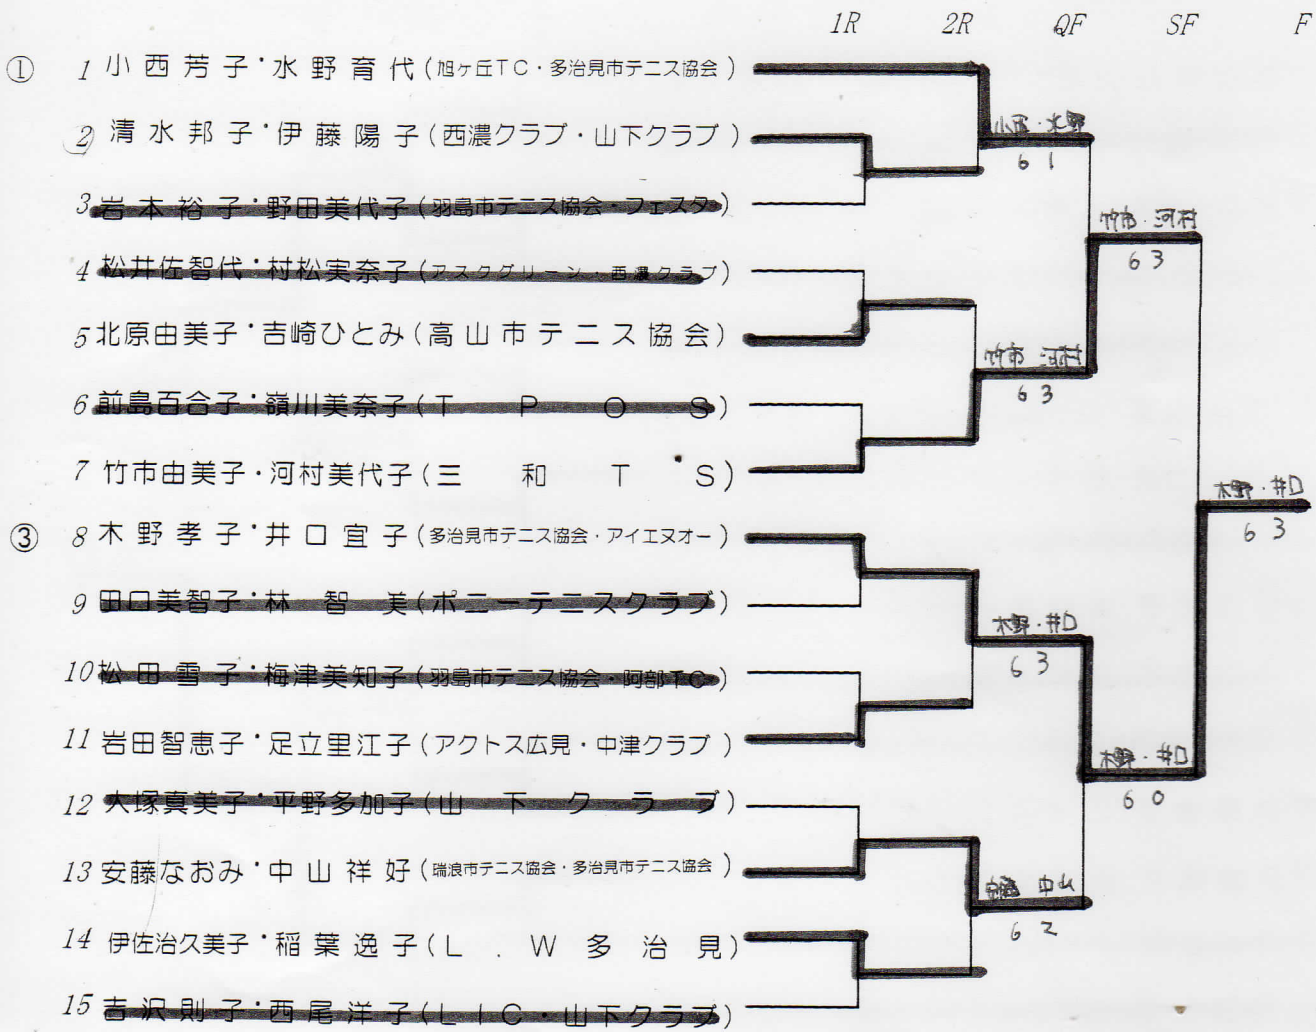 1R 2R QF SF F
① 1 小西芳子・水野育代(旭ヶ丘TC・多治見市テニス協会)
2 清水邦子・伊藤陽子(西濃クラブ・山下クラブ)
3 岩本裕子・野田美代子(羽島市テニス協会・フェスタ)
4 松井佐智代・村松実奈子(アスクグリーン・西濃クラブ)
5 北原由美子・吉崎ひとみ(高山市テニス協会)
6 前島百合子・嶺川美奈子(TPOS)
7 竹市由美子・河村美代子(三和TS)
③ 8 木野孝子・井口宜子(多治見市テニス協会・アイエヌオー)
9 田口美智子・林智美(ポニーテニスクラブ)
10 松田雪子・梅津美知子(羽島市テニス協会・阿部TC)
11 岩田智恵子・足立里江子(アクトス広見・中津クラブ)
12 大塚真美子・平野多加子(山下クラブ)
13 安藤なおみ・中山祥好(瑞浪市テニス協会・多治見市テニス協会)
14 伊佐治久美子・稲葉逸子(L.W多治見)
15 吉沢則子・西尾洋子(LIC・山下クラブ)
小西・水野
6 1
竹市 河村
6 3
木野・井口
6 3
安藤 中山
6 2
竹市・河村
6 3
木野・井口
6 0
木野・井口
6 3